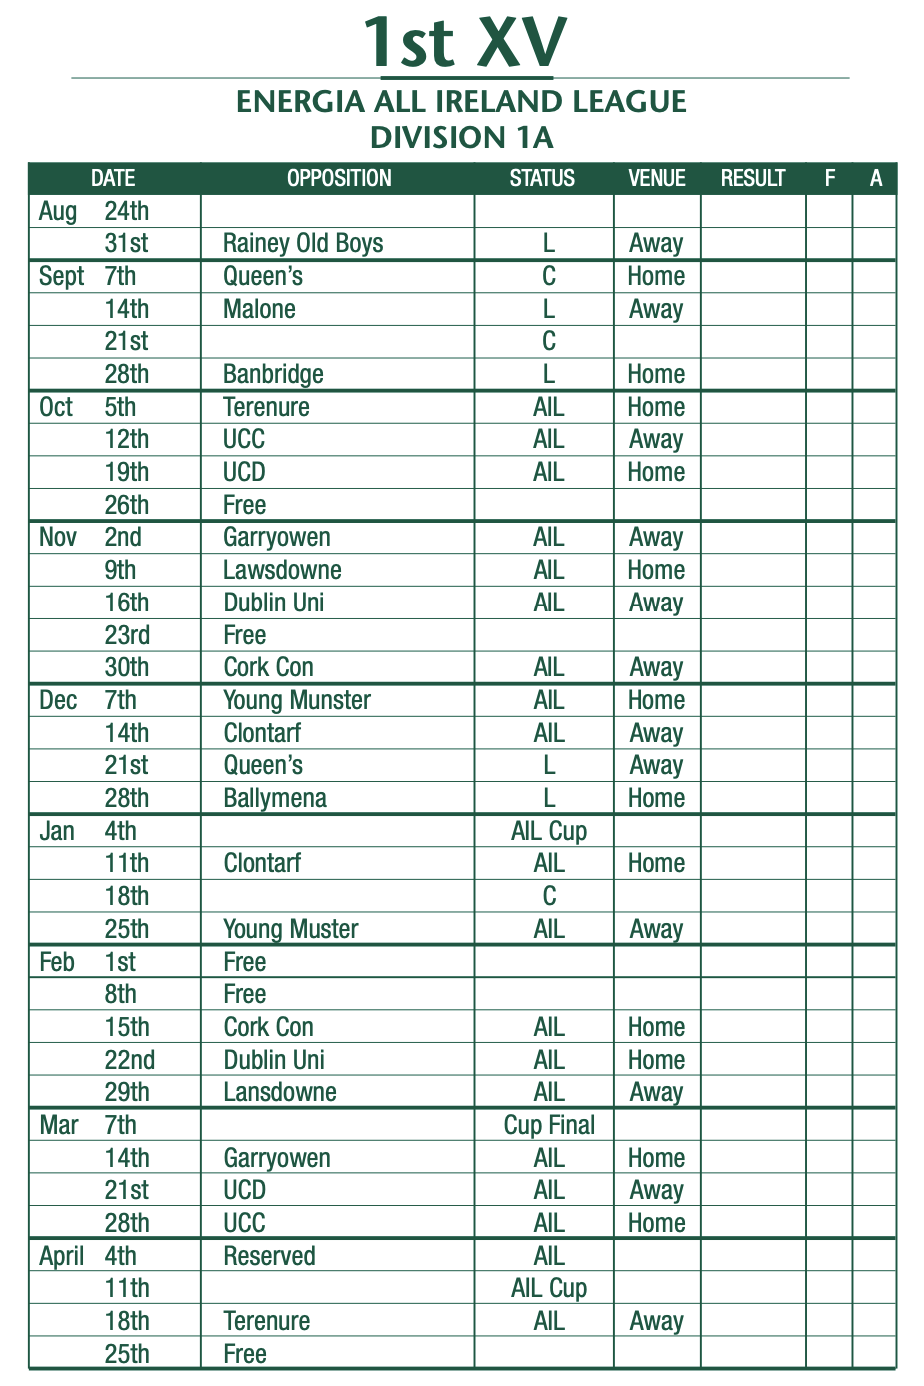 1st XV
ENERGIA ALL IRELAND LEAGUE
DIVISION 1A
DATE OPPOSITION STATUS VENUE RESULT F A
Aug 24th
31st Rainey Old Boys L Away
Sept 7th Queen's C Home
14th Malone L Away
21st C
28th Banbridge L Home
Oct 5th Terenure AIL Home
12th UCC AIL Away
19th UCD AIL Home
26th Free
Nov 2nd Garryowen AIL Away
9th Lawsdowne AIL Home
16th Dublin Uni AIL Away
23rd Free
30th Cork Con AIL Away
Dec 7th Young Munster AIL Home
14th Clontarf AIL Away
21st Queen's L Away
28th Ballymena L Home
Jan 4th AIL Cup
11th Clontarf AIL Home
18th C
25th Young Muster AIL Away
Feb 1st Free
8th Free
15th Cork Con AIL Home
22nd Dublin Uni AIL Home
29th Lansdowne AIL Away
Mar 7th Cup Final
14th Garryowen AIL Home
21st UCD AIL Away
28th UCC AIL Home
April 4th Reserved AIL
11th AIL Cup
18th Terenure AIL Away
25th Free